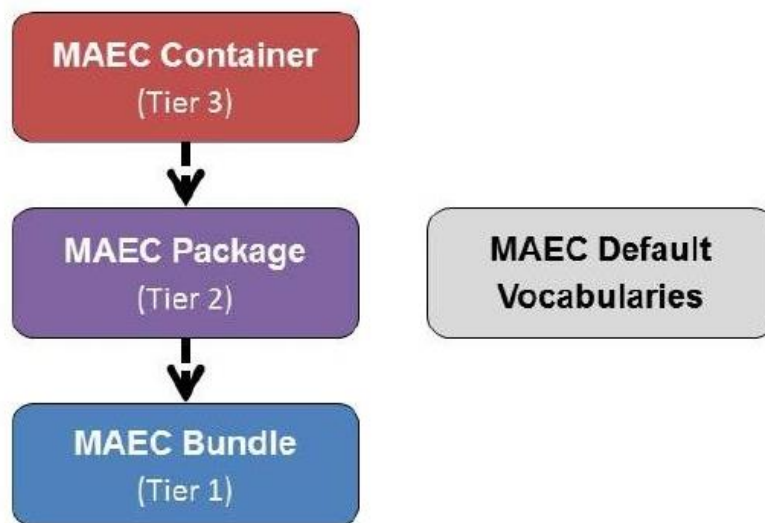 MAEC Container
(Tier 3)
MAEC Package
(Tier 2)
MAEC Default
Vocabularies
MAEC Bundle
(Tier 1)